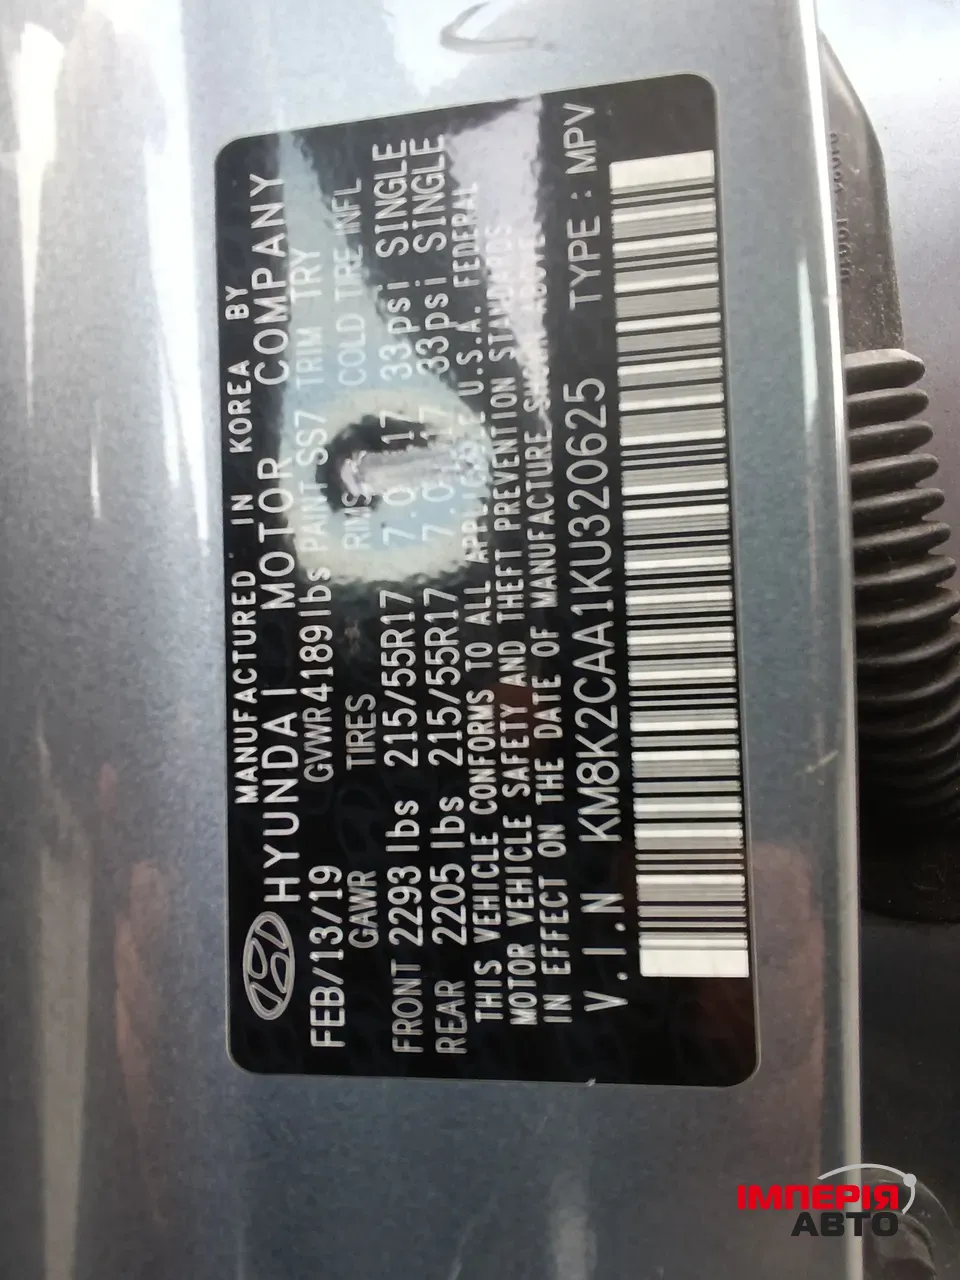 MANUFACTURED IN KOREA BY
HYUNDAI MOTOR COMPANY
FEB/13/19 GVWR 4189lbs PAINT SS7 TRIM TRY
GAWR TIRES RIMS COLD TIRE INFL
FRONT 2293 lbs 215/55R17 7.0 17 33psi SINGLE
REAR 2205 lbs 215/55R17 7.0 17 33psi SINGLE
THIS VEHICLE CONFORMS TO ALL APPLICABLE U.S.A. FEDERAL
MOTOR VEHICLE SAFETY AND THEFT PREVENTION STANDARDS
IN EFFECT ON THE DATE OF MANUFACTURE SHOWN ABOVE.
V.I.N KM8K2CAA1KU320625 TYPE : MPV
ІМПЕРІЯ
АВТО